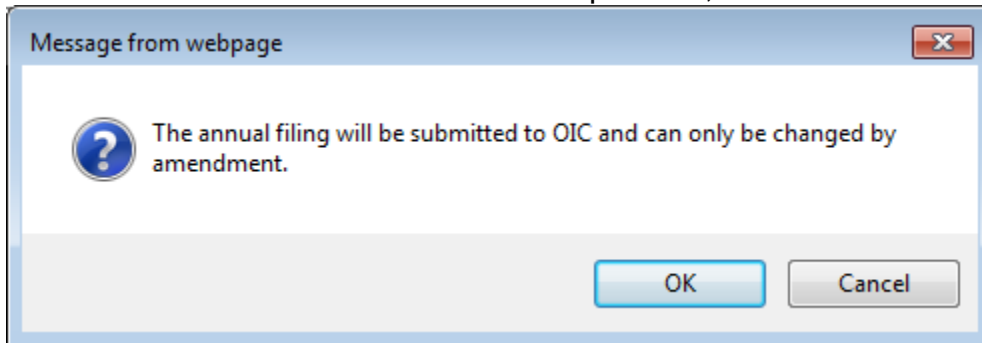 Message from webpage
The annual filing will be submitted to OIC and can only be changed by
amendment.
OK
Cancel